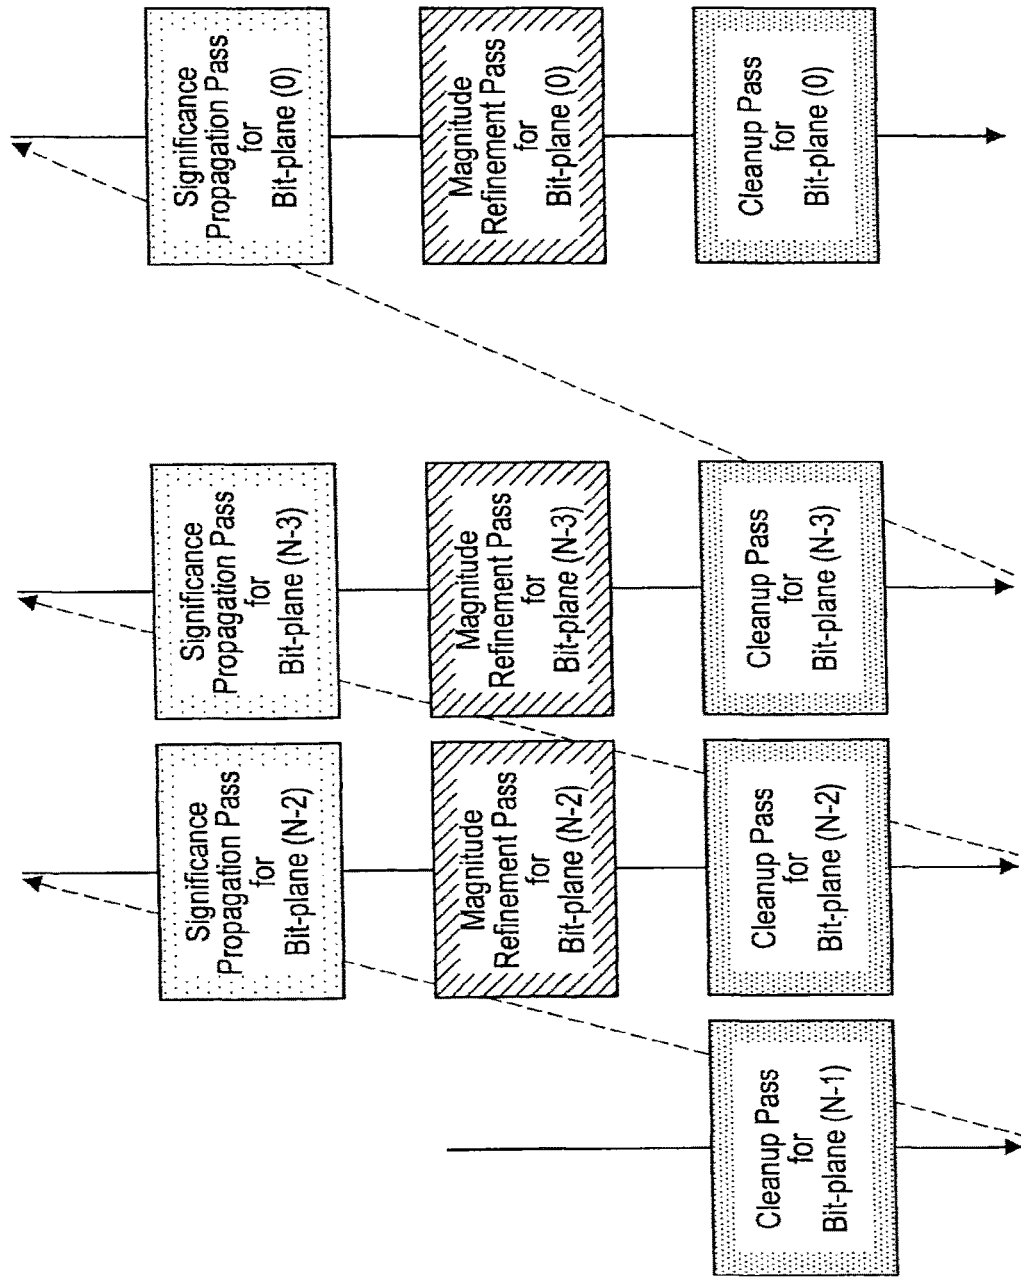 Cleanup Pass
for
Bit-plane (N-1)
Significance
Propagation Pass
for
Bit-plane (N-2)
Magnitude
Refinement Pass
for
Bit-plane (N-2)
Cleanup Pass
for
Bit-plane (N-2)
Significance
Propagation Pass
for
Bit-plane (N-3)
Magnitude
Refinement Pass
for
Bit-plane (N-3)
Cleanup Pass
for
Bit-plane (N-3)
Significance
Propagation Pass
for
Bit-plane (0)
Magnitude
Refinement Pass
for
Bit-plane (0)
Cleanup Pass
for
Bit-plane (0)